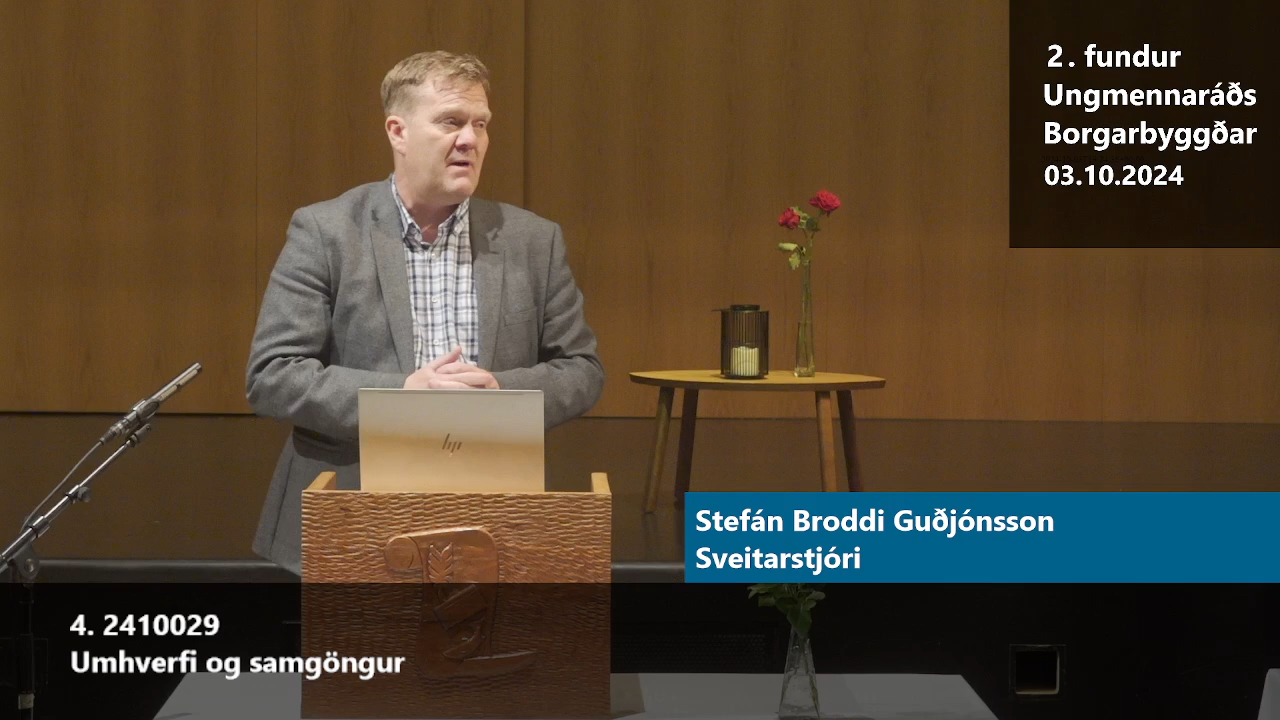 2. fundur
Ungmennaráðs
Borgarbyggðar
03.10.2024
hp
Stefán Broddi Guðjónsson
Sveitarstjóri
4. 2410029
Umhverfi og samgöngur